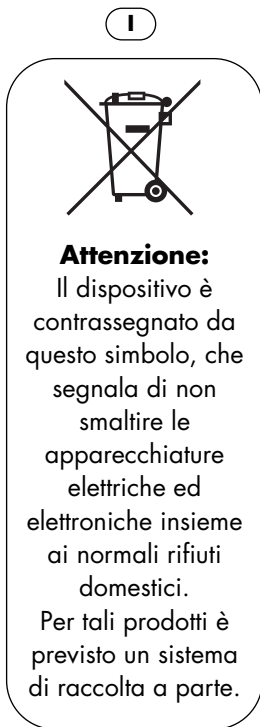 I
Attenzione:
Il dispositivo è
contrassegnato da
questo simbolo, che
segnala di non
smaltire le
apparecchiature
elettriche ed
elettroniche insieme
ai normali rifiuti
domestici.
Per tali prodotti è
previsto un sistema
di raccolta a parte.